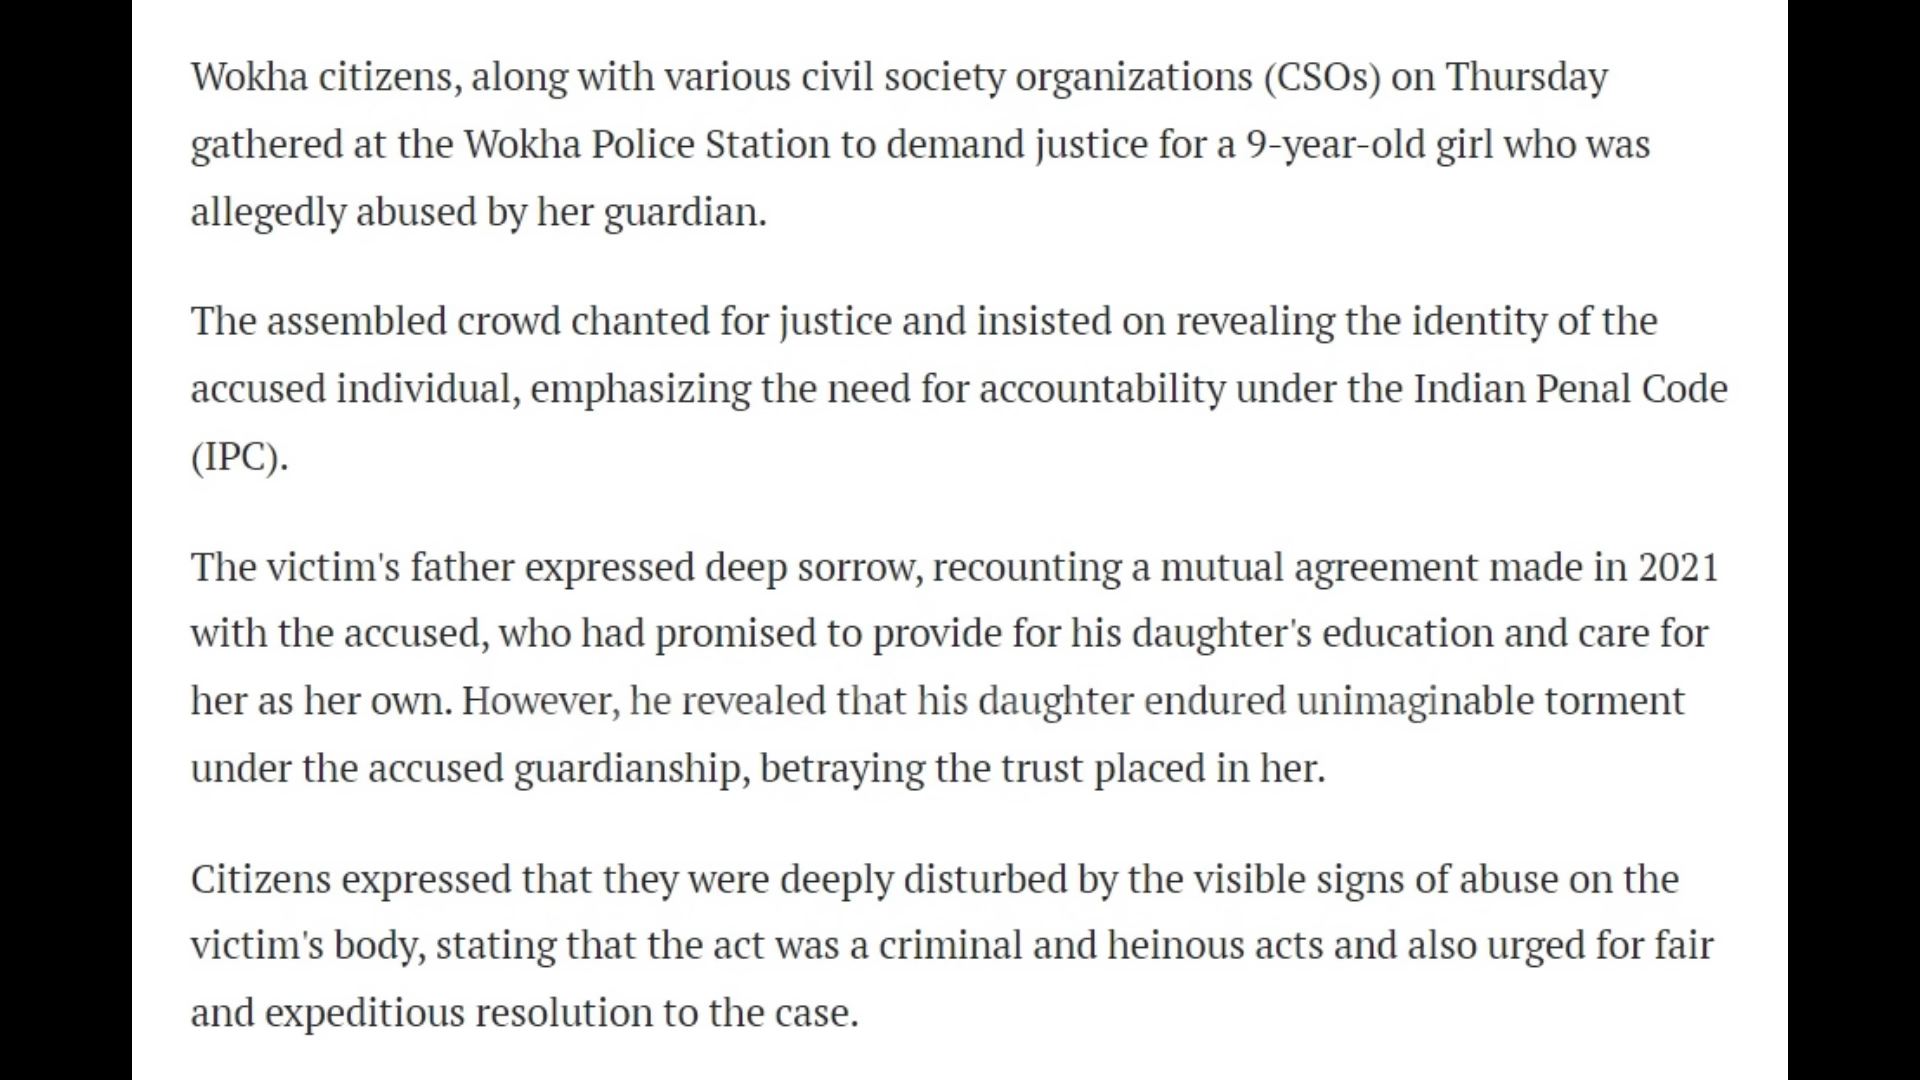 Wokha citizens, along with various civil society organizations (CSOs) on Thursday
gathered at the Wokha Police Station to demand justice for a 9-year-old girl who was
allegedly abused by her guardian.
The assembled crowd chanted for justice and insisted on revealing the identity of the
accused individual, emphasizing the need for accountability under the Indian Penal Code
(IPC).
The victim's father expressed deep sorrow, recounting a mutual agreement made in 2021
with the accused, who had promised to provide for his daughter's education and care for
her as her own. However, he revealed that his daughter endured unimaginable torment
under the accused guardianship, betraying the trust placed in her.
Citizens expressed that they were deeply disturbed by the visible signs of abuse on the
victim's body, stating that the act was a criminal and heinous acts and also urged for fair
and expeditious resolution to the case.